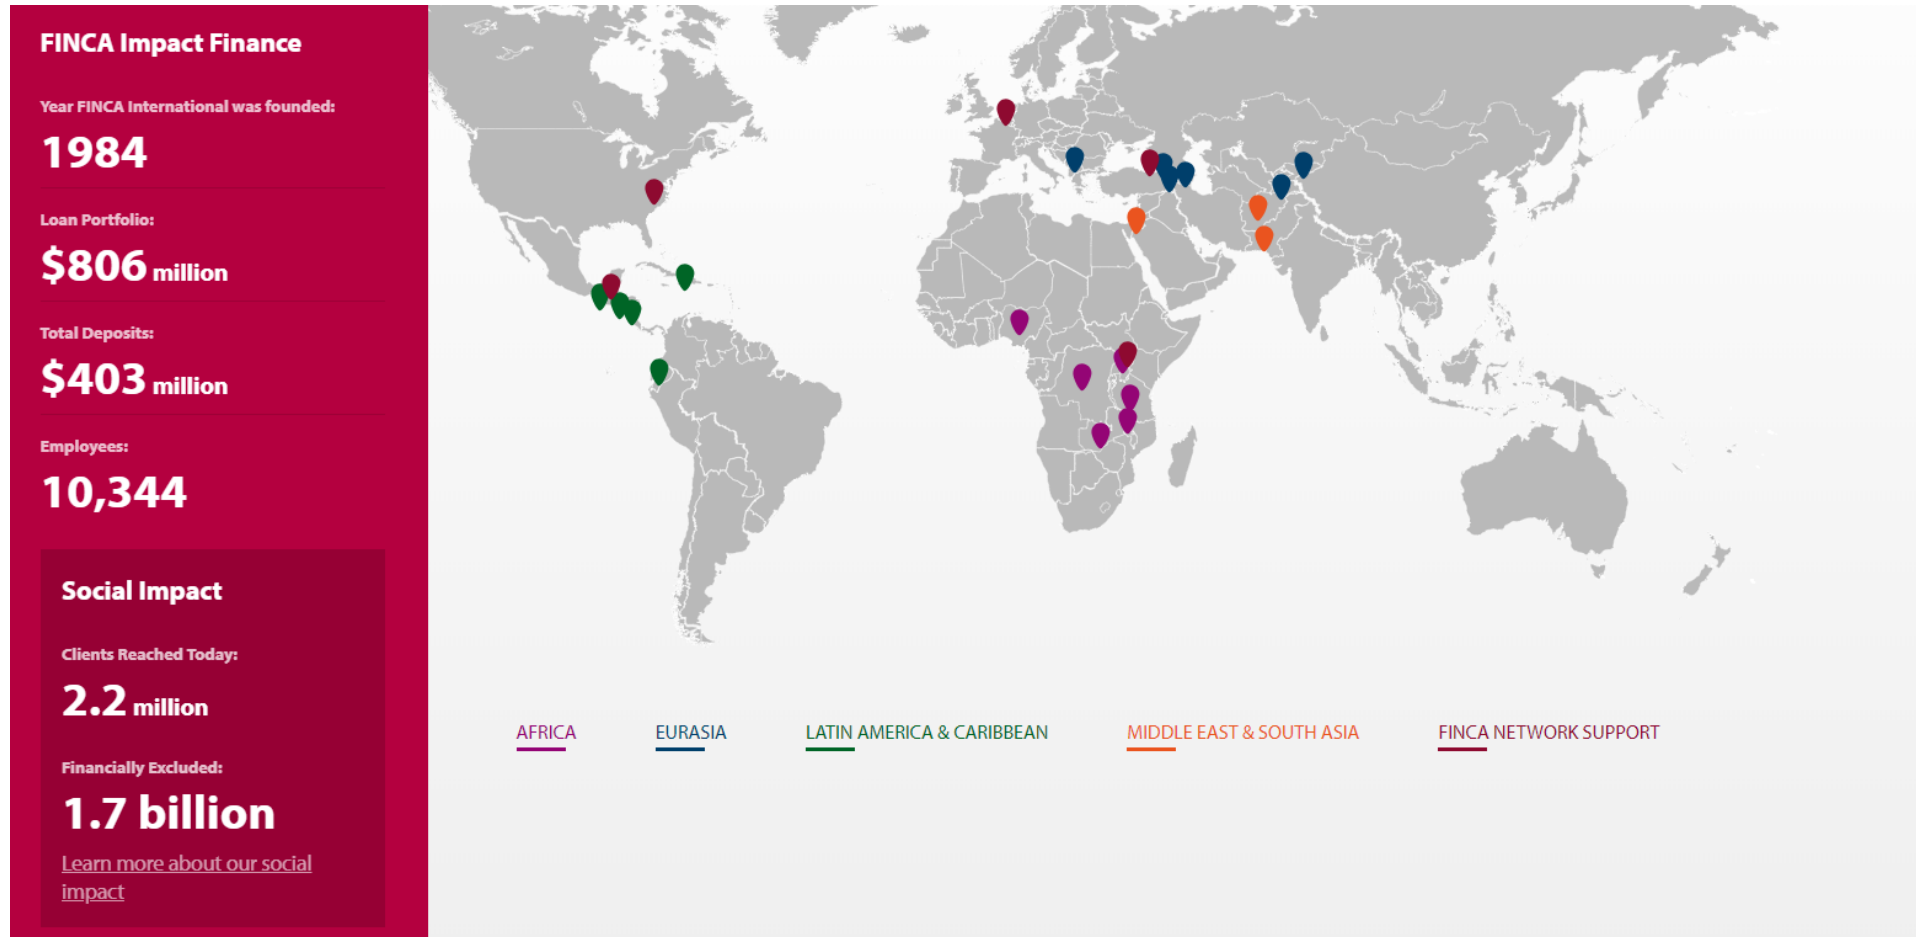 FINCA Impact Finance
Year FINCA International was founded:
1984
Loan Portfolio:
$806 million
Total Deposits:
$403 million
Employees:
10,344
Social Impact
Clients Reached Today:
2.2 million
Financially Excluded:
1.7 billion
Learn more about our social
impact
AFRICA
EURASIA
LATIN AMERICA & CARIBBEAN
MIDDLE EAST & SOUTH ASIA
FINCA NETWORK SUPPORT